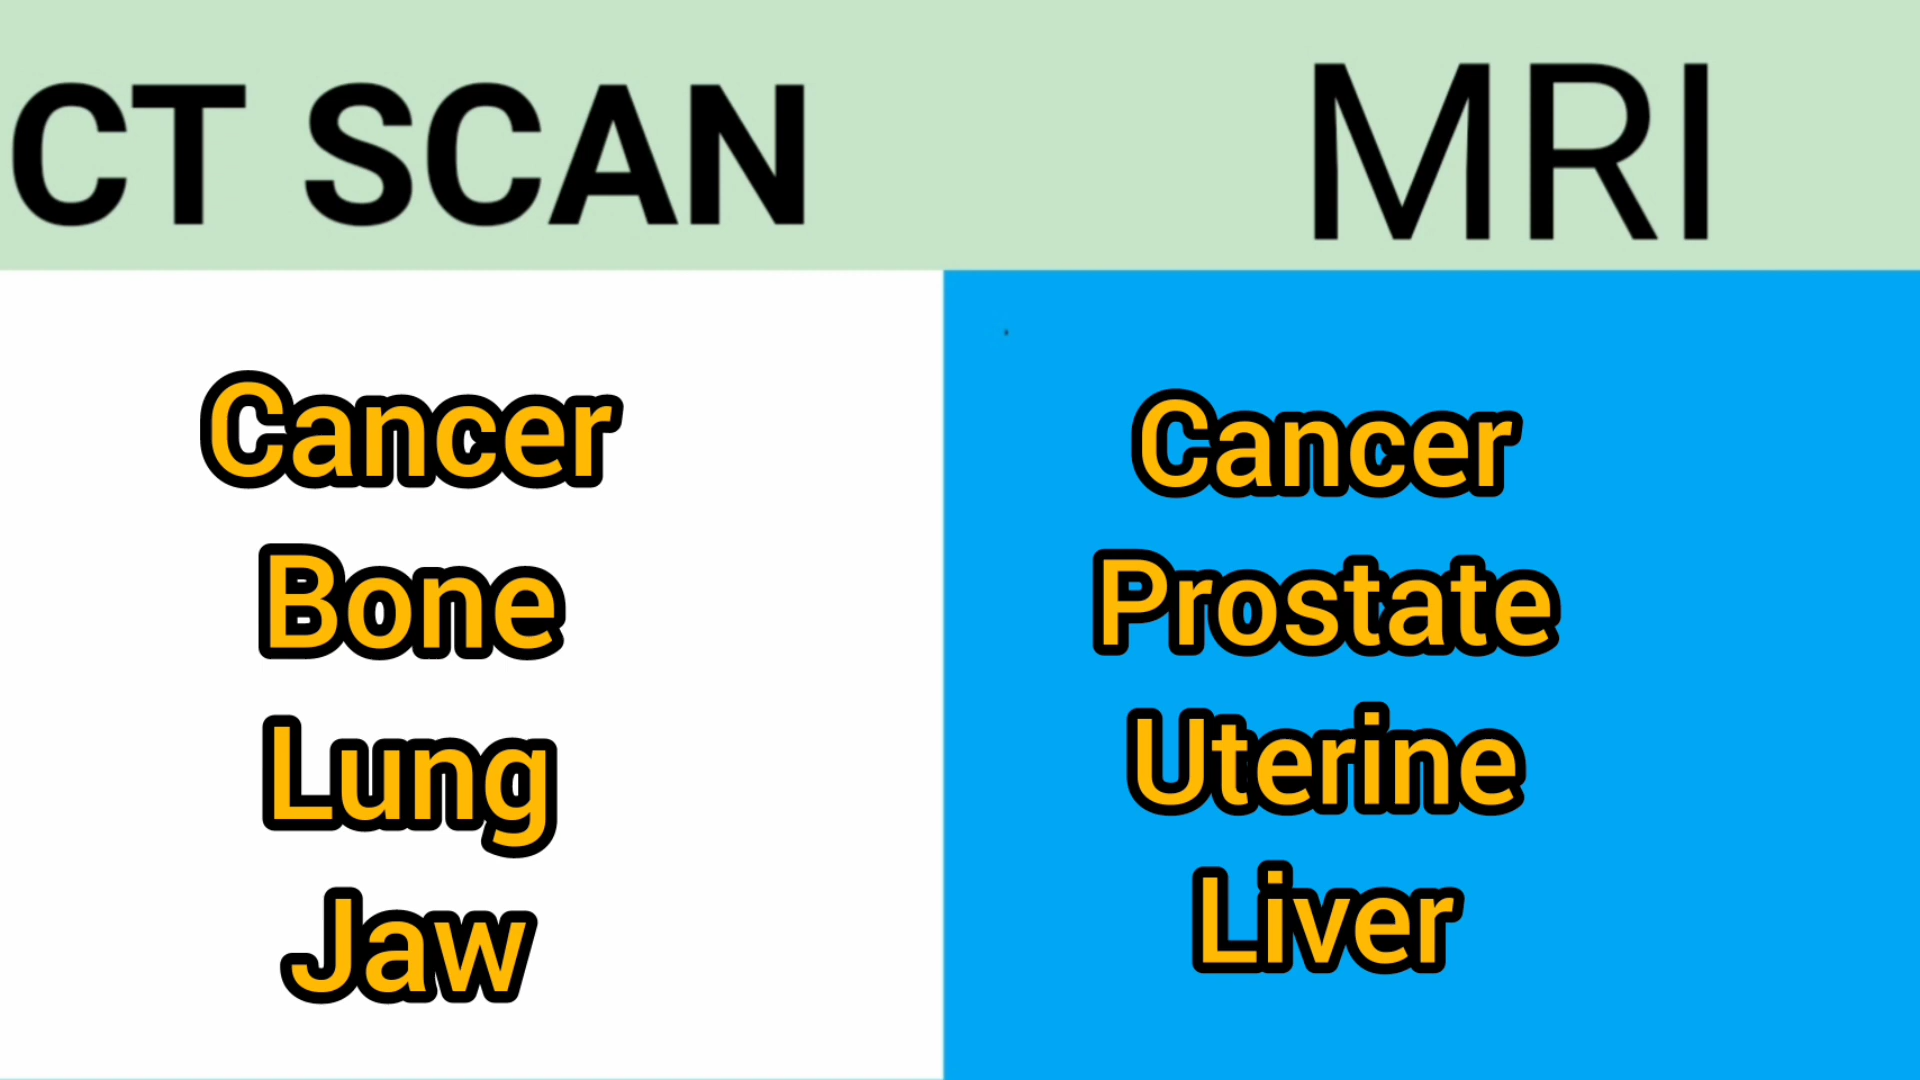 CT SCAN
MRI
Cancer
Bone
Lung
Jaw
Cancer
Prostate
Uterine
Liver